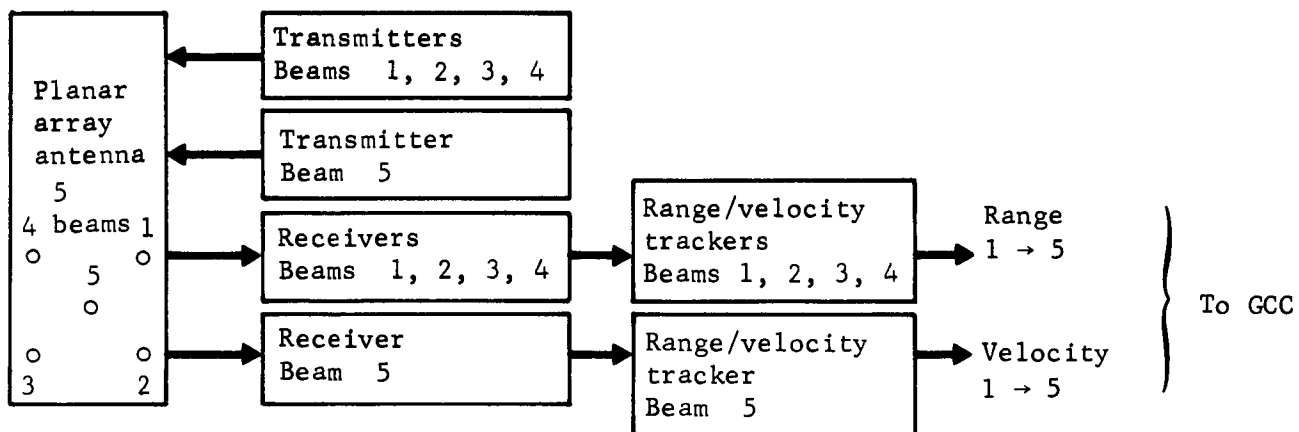 Planar
array
antenna
5
beams
4
1
5
3
2
Transmitters
Beams 1, 2, 3, 4
Transmitter
Beam 5
Receivers
Beams 1, 2, 3, 4
Receiver
Beam 5
Range/velocity
trackers
Beams 1, 2, 3, 4
Range/velocity
tracker
Beam 5
Range
1 → 5
Velocity
1 → 5
To GCC